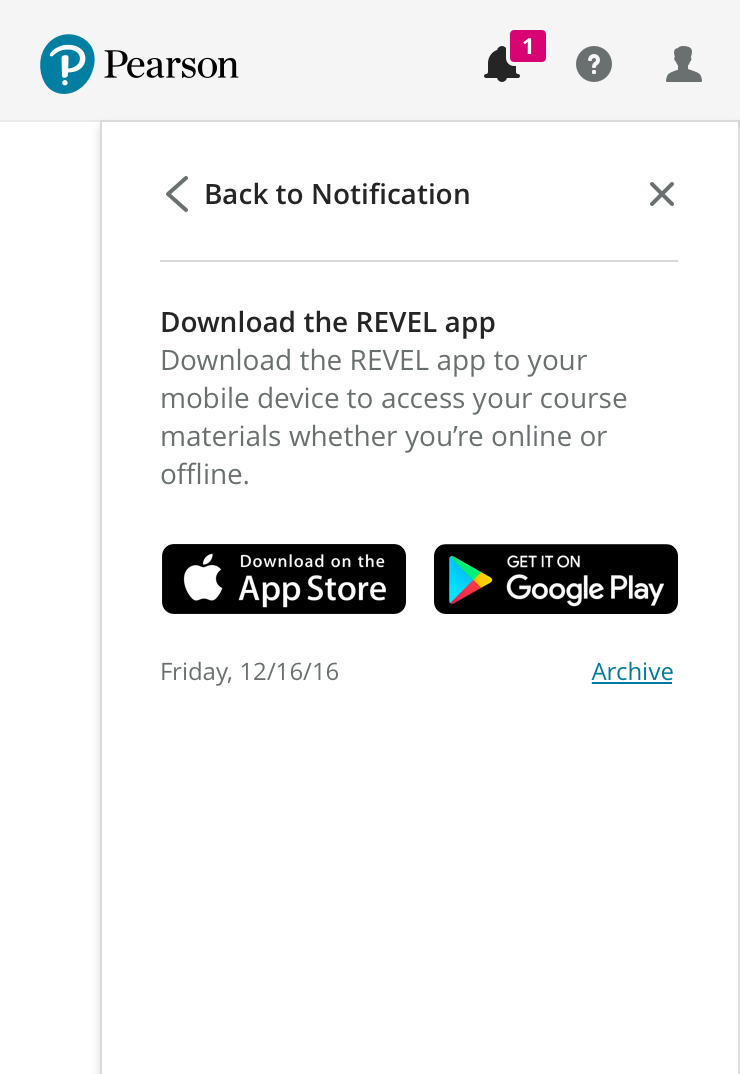 Pearson
1
?
Back to Notification
Download the REVEL app
Download the REVEL app to your
mobile device to access your course
materials whether you’re online or
offline.
Download on the
App Store
GET IT ON
Google Play
Friday, 12/16/16
Archive